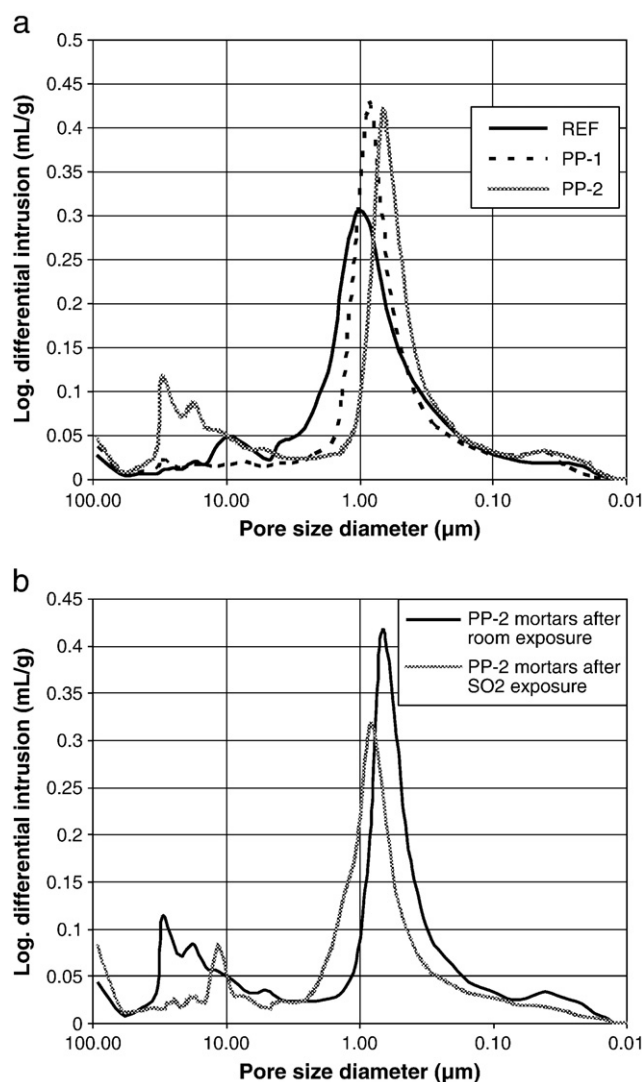 a
Log. differential intrusion (mL/g)
0.5
0.45
0.4
0.35
0.3
0.25
0.2
0.15
0.1
0.05
0
REF
PP-1
PP-2
100.00 10.00 1.00 0.10 0.01
Pore size diameter (µm)
b
Log. differential intrusion (mL/g)
0.45
0.4
0.35
0.3
0.25
0.2
0.15
0.1
0.05
0
PP-2 mortars after
room exposure
PP-2 mortars after
SO2 exposure
100.00 10.00 1.00 0.10 0.01
Pore size diameter (µm)